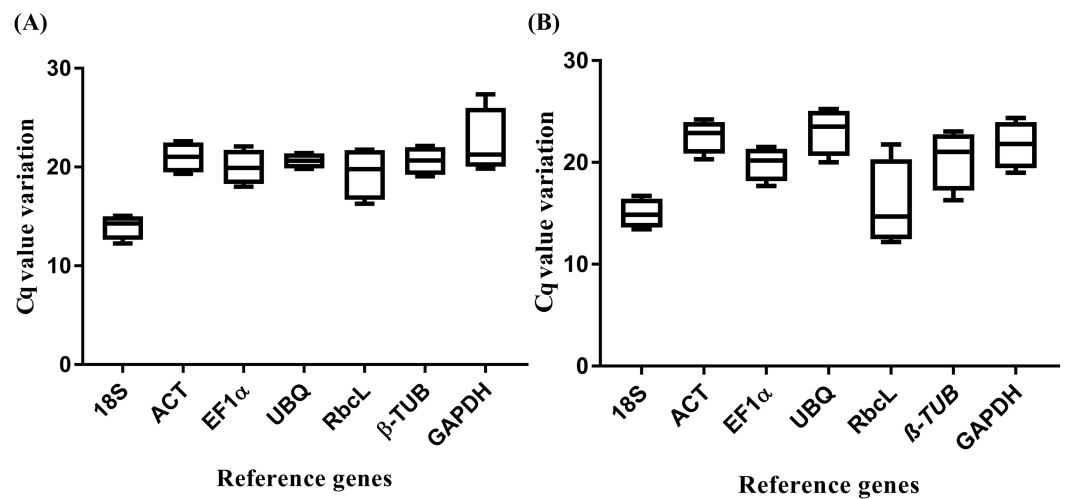 (A)
30
20
10
0
Cq value variation
18S
ACT
EF1α
UBQ
RbcL
β-TUB
GAPDH
Reference genes
(B)
30
20
10
0
Cq value variation
18S
ACT
EF1α
UBQ
RbcL
ß-TUB
GAPDH
Reference genes